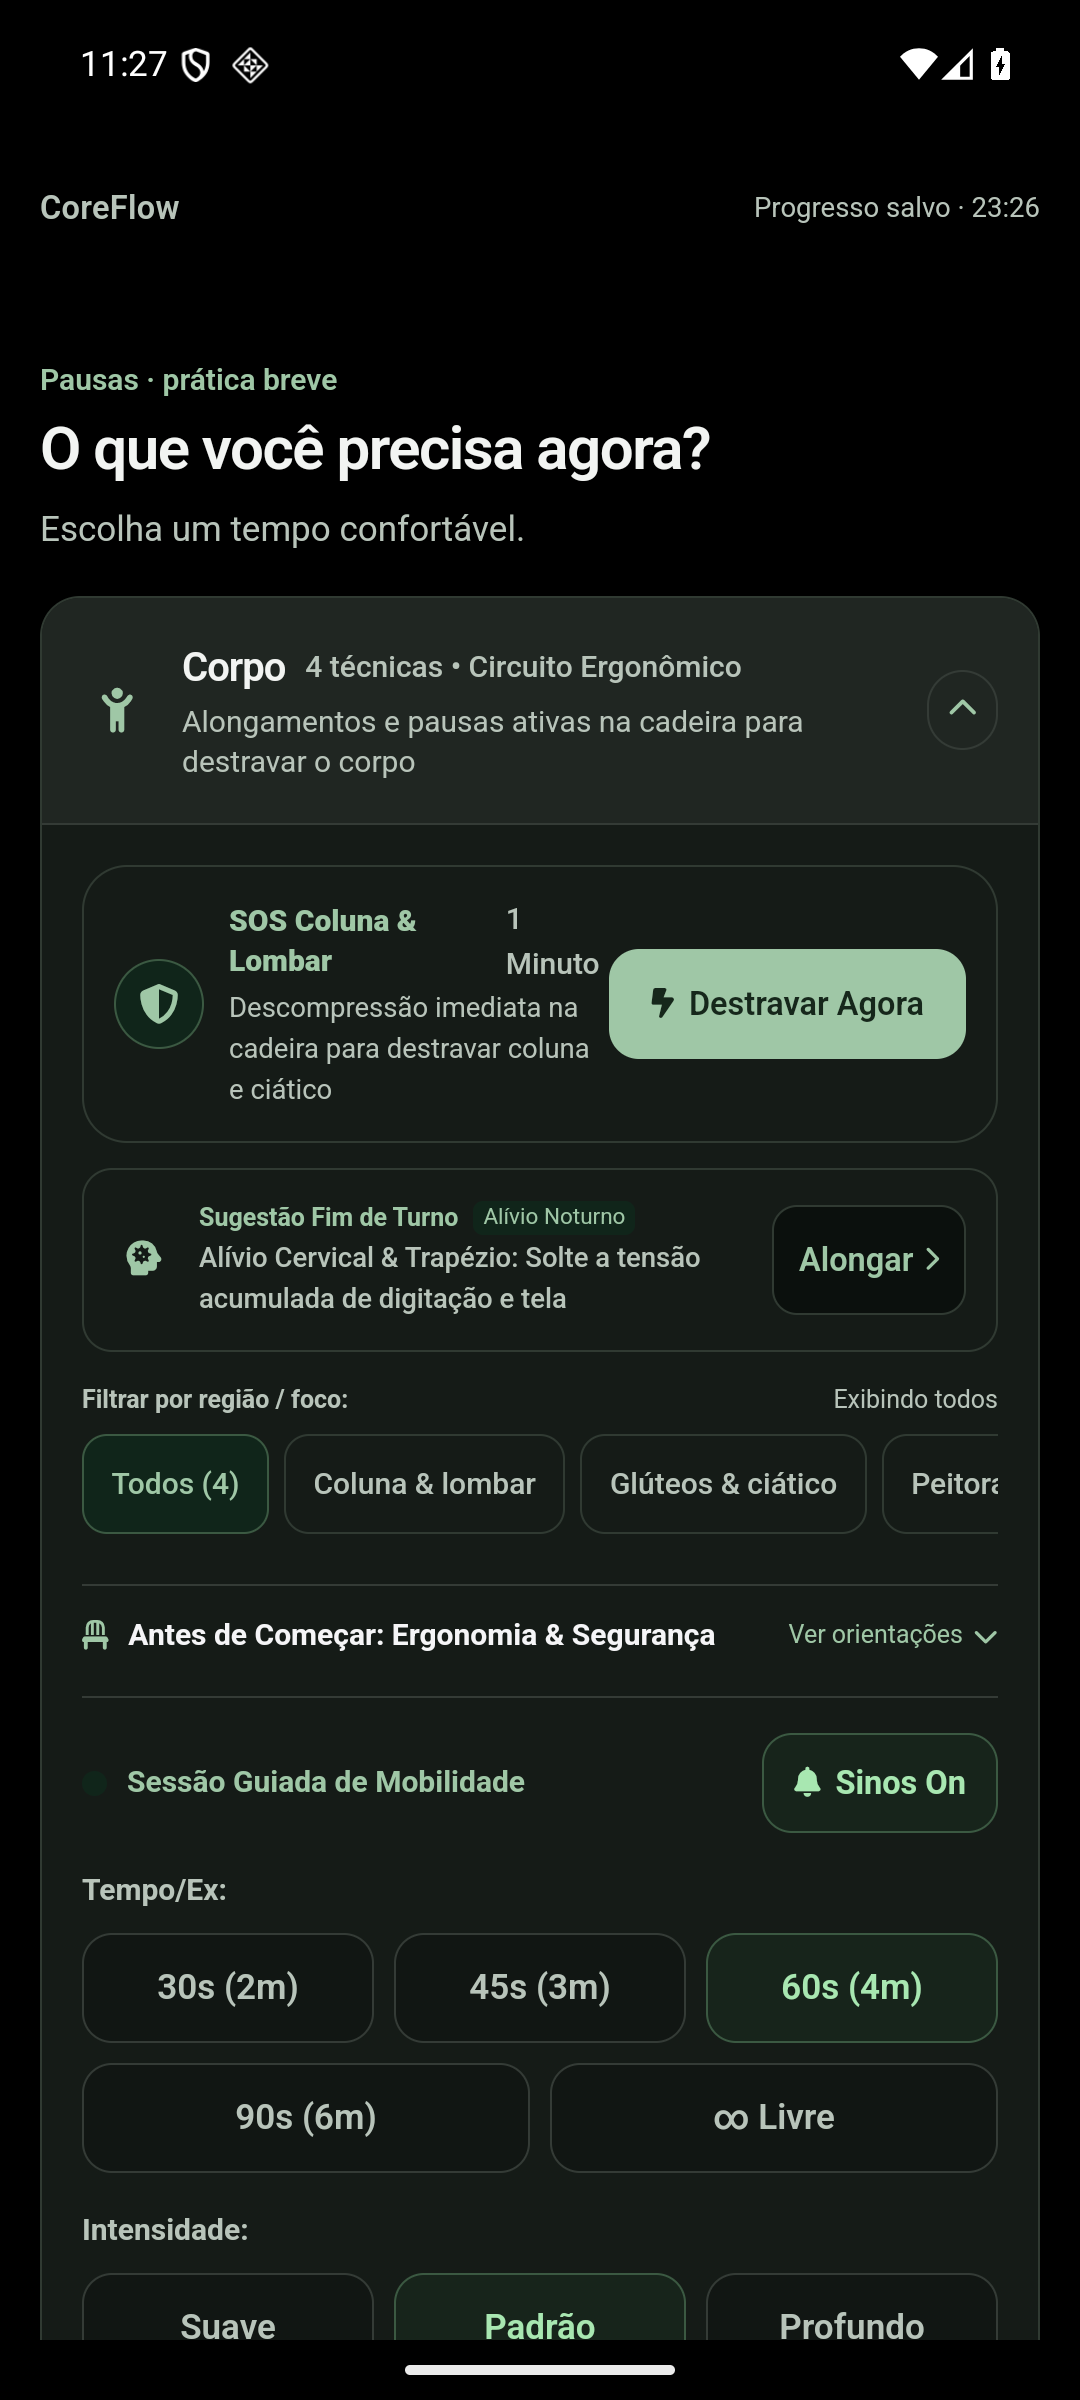 11:27
CoreFlow
Progresso salvo · 23:26
Pausas · prática breve
O que você precisa agora?
Escolha um tempo confortável.
Corpo 4 técnicas • Circuito Ergonômico
Alongamentos e pausas ativas na cadeira para
destravar o corpo
SOS Coluna &
Lombar
1
Minuto
Descompressão imediata na
cadeira para destravar coluna
e ciático
Destravar Agora
Sugestão Fim de Turno Alívio Noturno
Alívio Cervical & Trapézio: Solte a tensão
acumulada de digitação e tela
Alongar
Filtrar por região / foco:
Exibindo todos
Todos (4)
Coluna & lombar
Glúteos & ciático
Peitora
Antes de Começar: Ergonomia & Segurança
Ver orientações
Sessão Guiada de Mobilidade
Sinos On
Tempo/Ex:
30s (2m)
45s (3m)
60s (4m)
90s (6m)
∞ Livre
Intensidade:
Suave
Padrão
Profundo